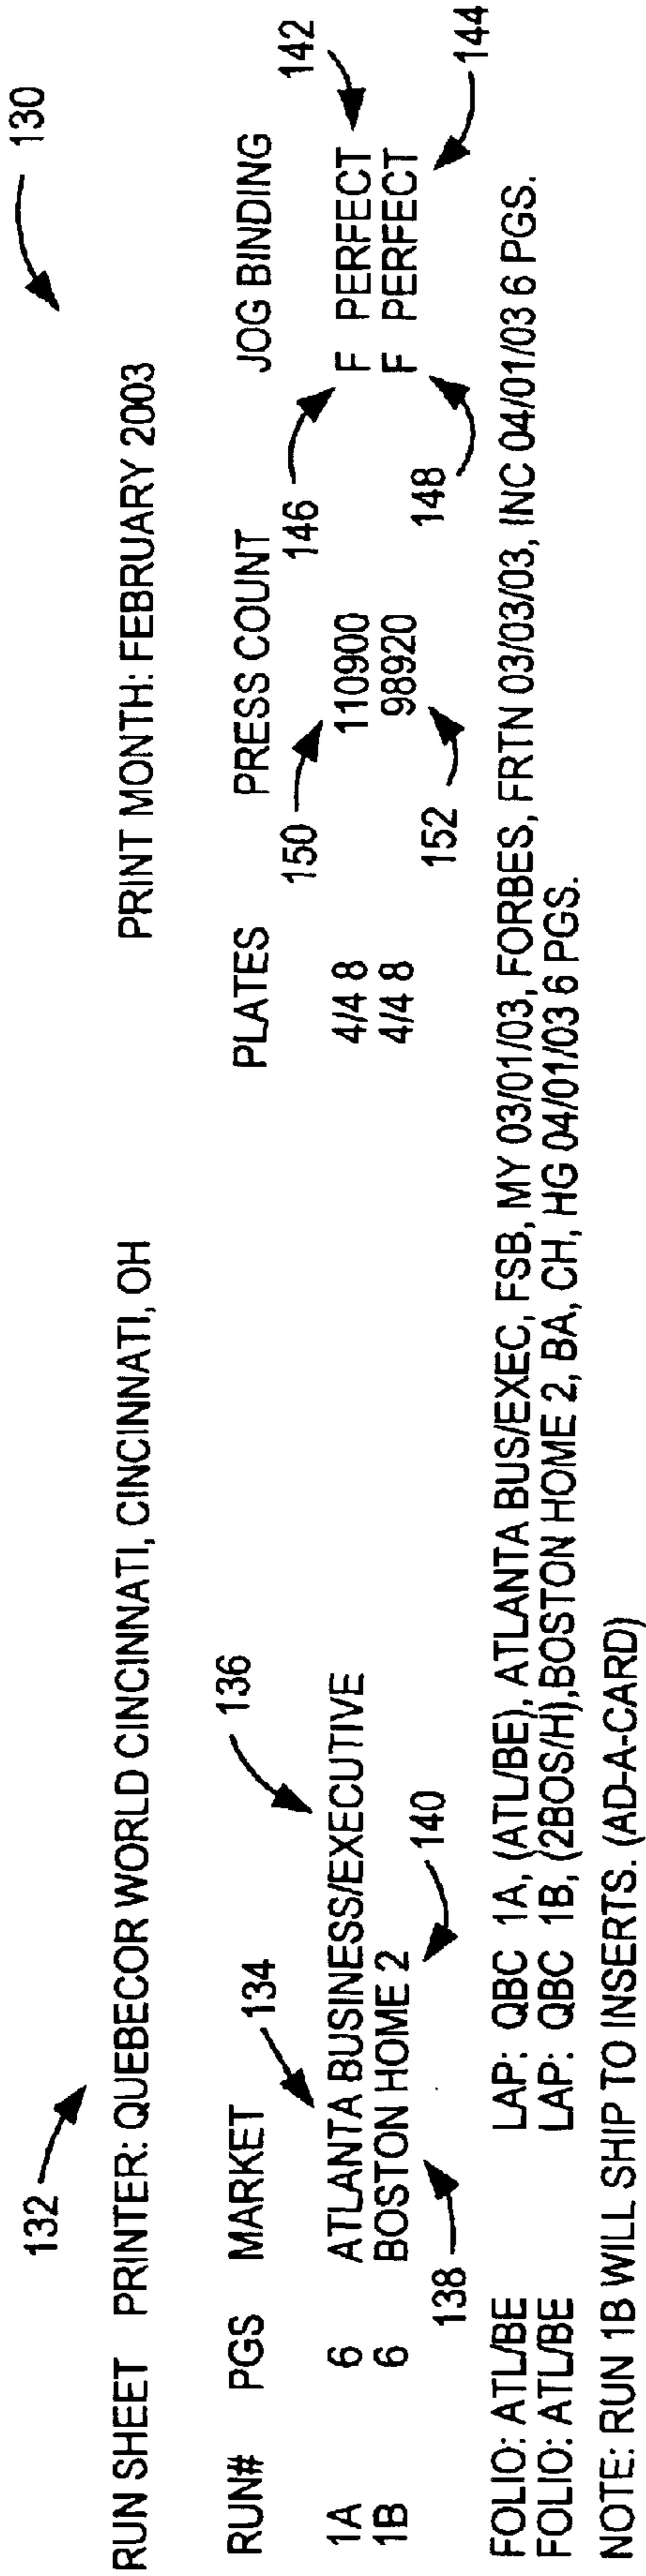 130
132
RUN SHEET PRINTER: QUEBECOR WORLD CINCINNATI, CINCINNATI, OH PRINT MONTH: FEBRUARY 2003
RUN# PGS MARKET PLATES PRESS COUNT JOG BINDING
134 136 150 146 142
1A 6 ATLANTA BUSINESS/EXECUTIVE 4/4 8 110900 F PERFECT
1B 6 BOSTON HOME 2 4/4 8 98920 F PERFECT
138 140 152 148 144
FOLIO: ATL/BE LAP: QBC 1A, (ATL/BE), ATLANTA BUS/EXEC, FSB, MY 03/01/03, FORBES, FRTN 03/03/03, INC 04/01/03 6 PGS.
FOLIO: ATL/BE LAP: QBC 1B, (2BOS/H),BOSTON HOME 2, BA, CH, HG 04/01/03 6 PGS.
NOTE: RUN 1B WILL SHIP TO INSERTS. (AD-A-CARD)